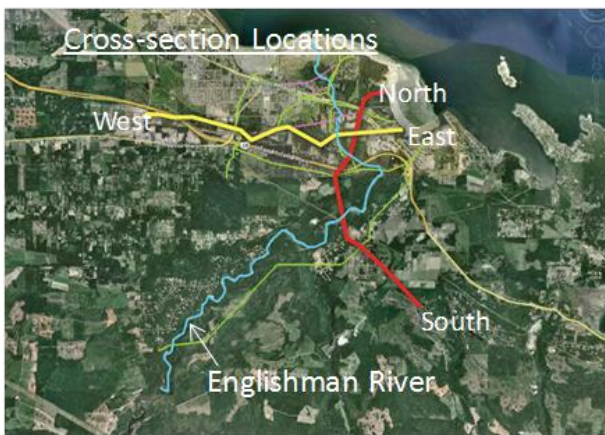 Cross-section Locations
North
West
East
South
Englishman River